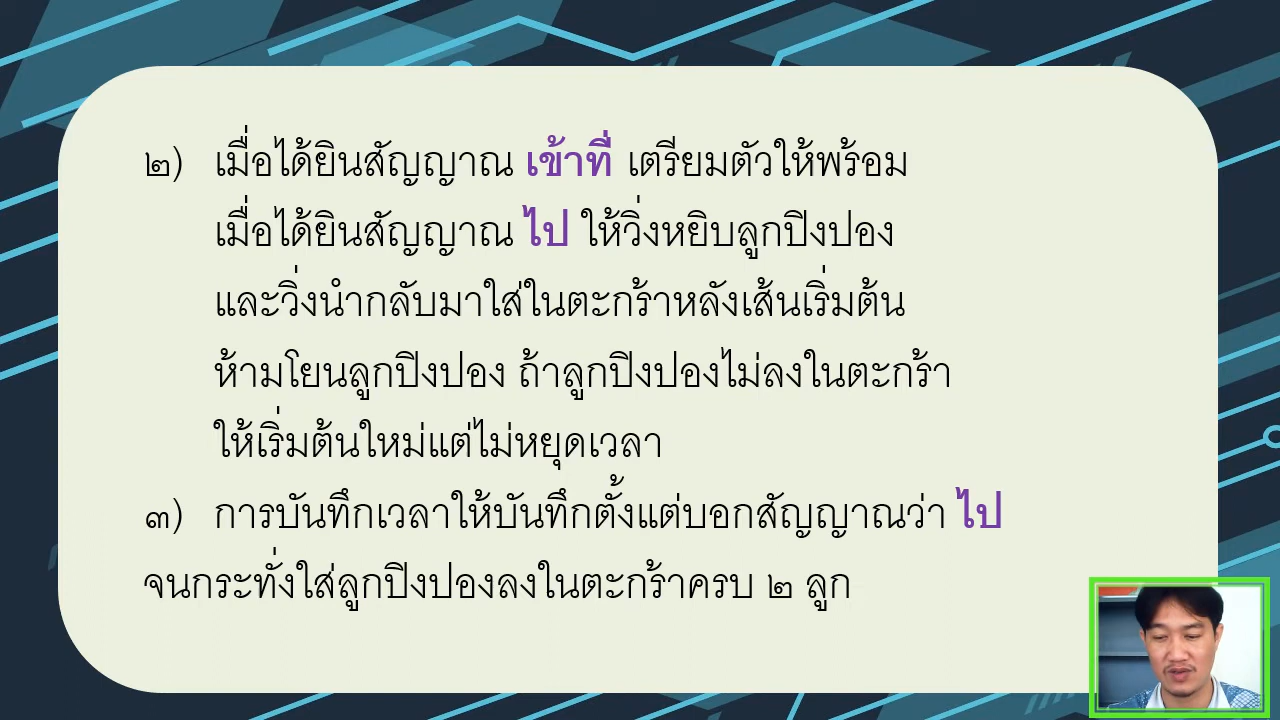 ๒) เมื่อได้ยินสัญญาณ เข้าที่ เตรียมตัวให้พร้อม
เมื่อได้ยินสัญญาณ ไป ให้วิ่งหยิบลูกปิงปอง
และวิ่งนำกลับมาใส่ในตะกร้าหลังเส้นเริ่มต้น
ห้ามโยนลูกปิงปอง ถ้าลูกปิงปองไม่ลงในตะกร้า
ให้เริ่มต้นใหม่แต่ไม่หยุดเวลา
๓) การบันทึกเวลาให้บันทึกตั้งแต่บอกสัญญาณว่า ไป
จนกระทั่งใส่ลูกปิงปองลงในตะกร้าครบ ๒ ลูก